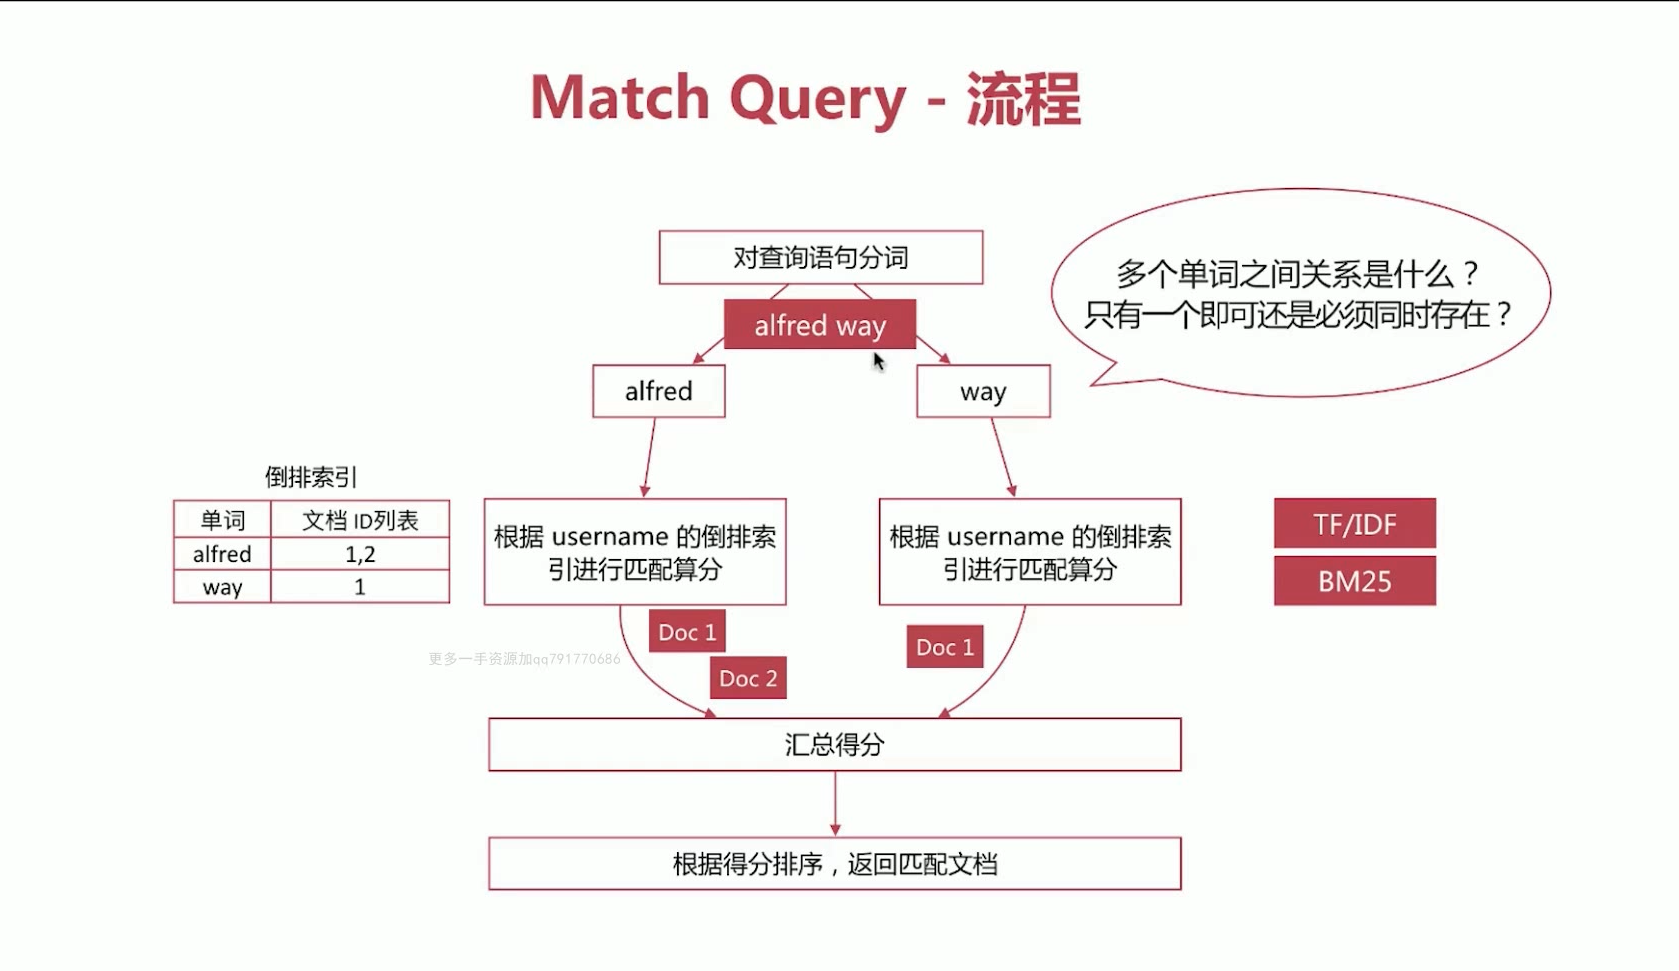 Match Query - 流程
对查询语句分词
多个单词之间关系是什么？
只有一个即可还是必须同时存在？
alfred way
alfred
way
倒排索引
单词 文档 ID列表
alfred 1,2
way 1
根据 username 的倒排索
引进行匹配算分
根据 username 的倒排索
引进行匹配算分
TF/IDF
BM25
Doc 1
Doc 2
Doc 1
更多一手资源加qq791770686
汇总得分
根据得分排序，返回匹配文档